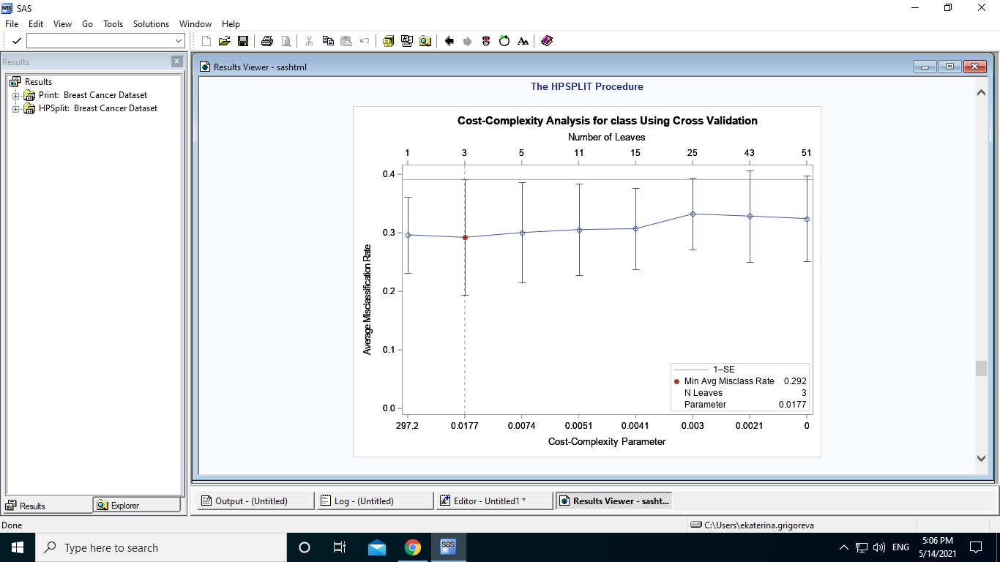 SAS
File Edit View Go Tools Solutions Window Help
Results
Results
Print: Breast Cancer Dataset
HPSplit: Breast Cancer Dataset
Results Viewer - sashtml
The HPSPLIT Procedure
Cost-Complexity Analysis for class Using Cross Validation
Number of Leaves
1 3 5 11 15 25 43 51
0.4
0.3
0.2
0.1
0.0
Average Misclassification Rate
1–SE
Min Avg Misclass Rate 0.292
N Leaves 3
Parameter 0.0177
297.2 0.0177 0.0074 0.0051 0.0041 0.003 0.0021 0
Cost-Complexity Parameter
Results Explorer
Output - (Untitled) Log - (Untitled) Editor - Untitled1 * Results Viewer - sasht...
Done C:\Users\ekaterina.grigoreva
Type here to search
sas
ENG
5:06 PM
5/14/2021